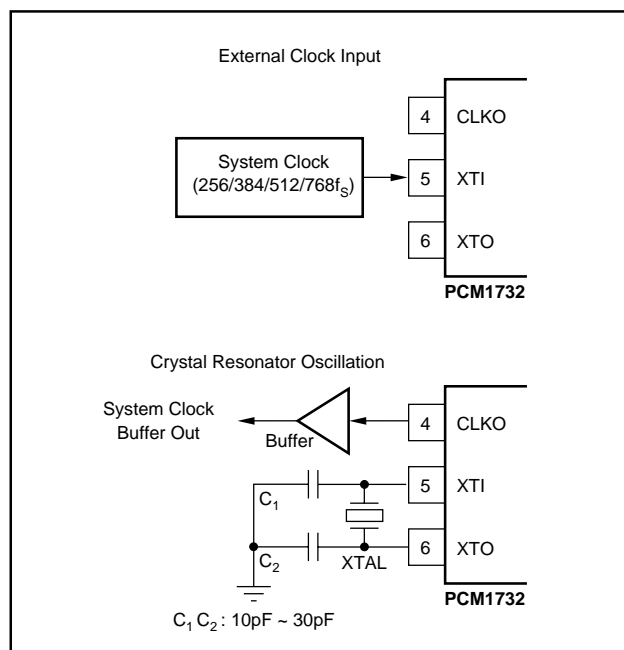 External Clock Input
4 CLKO
System Clock
(256/384/512/768fS)
5 XTI
6 XTO
PCM1732
Crystal Resonator Oscillation
System Clock
Buffer Out
Buffer
4 CLKO
C1
5 XTI
C2
XTAL
6 XTO
PCM1732
C1 C2 : 10pF ~ 30pF